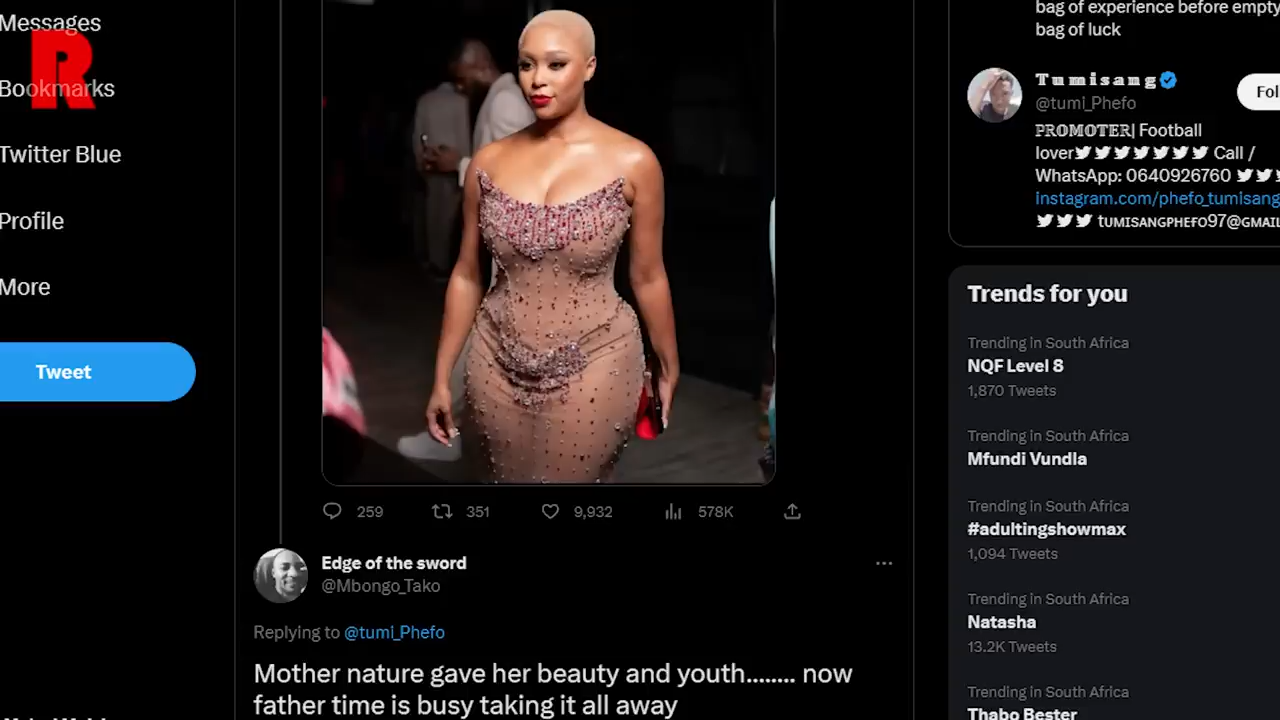 Messages
R
Bookmarks
Twitter Blue
Profile
More
Tweet
259 351 9,932 578K
Edge of the sword
@Mbongo_Tako
Replying to @tumi_Phefo
Mother nature gave her beauty and youth........ now
father time is busy taking it all away
bag of experience before empty
bag of luck
𝕋𝕦𝕞𝕚𝕤𝕒𝕟𝕘
@tumi_Phefo
Fol
ℙℝ𝕆𝕄𝕆𝕋𝔼ℝ| Football
lover Call /
WhatsApp: 0640926760
instagram.com/phefo_tumisang
ᴛᴜᴍɪsᴀɴɢᴘʜᴇғᴏ97@ɢᴍᴀɪʟ
Trends for you
Trending in South Africa
NQF Level 8
1,870 Tweets
Trending in South Africa
Mfundi Vundla
Trending in South Africa
#adultingshowmax
1,094 Tweets
Trending in South Africa
Natasha
13.2K Tweets
Trending in South Africa
Thabo Bester